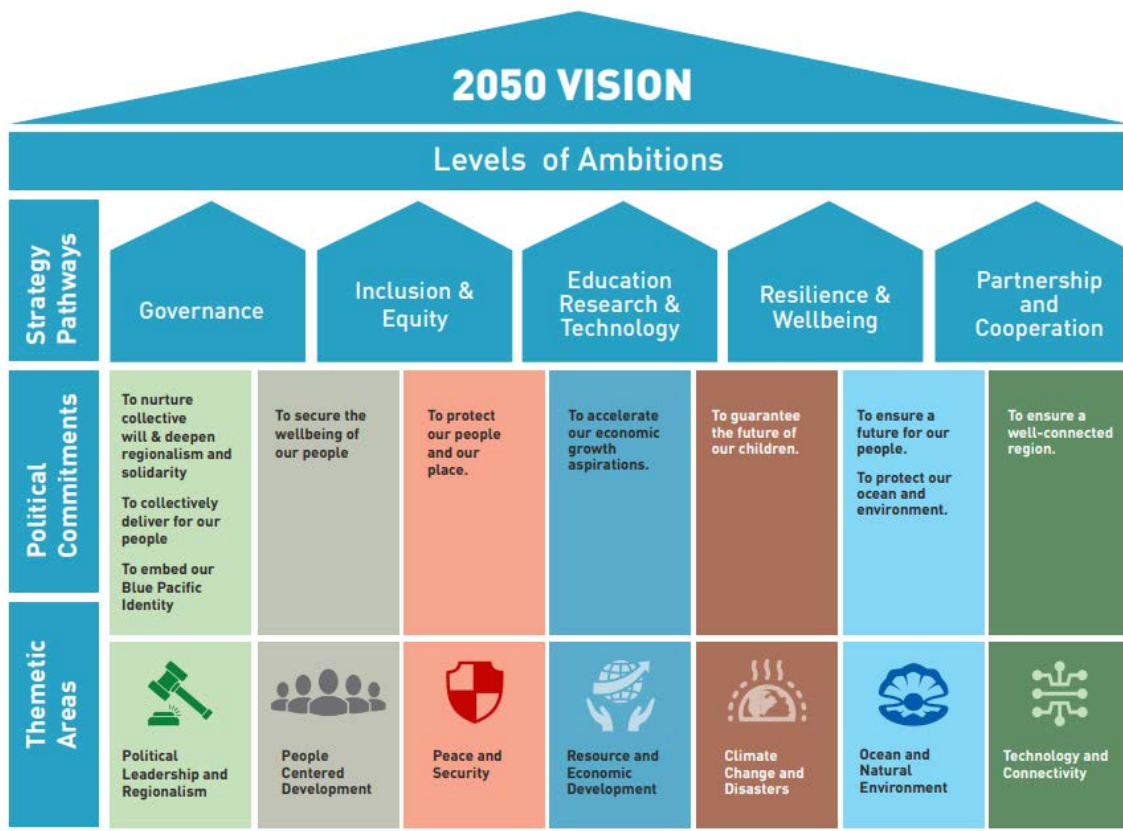 2050 VISION
Levels of Ambitions
Strategy
Pathways
Governance
Inclusion &
Equity
Education
Research &
Technology
Resilience &
Wellbeing
Partnership
and
Cooperation
Political
Commitments
To nurture
collective
will & deepen
regionalism and
solidarity
To collectively
deliver for our
people
To embed our
Blue Pacific
Identity
To secure the
wellbeing of
our people
To protect
our people
and our
place.
To accelerate
our economic
growth
aspirations.
To guarantee
the future of
our children.
To ensure a
future for our
people.
To protect our
ocean and
environment.
To ensure a
well-connected
region.
Themetic
Areas
Political
Leadership and
Regionalism
People
Centered
Development
Peace and
Security
Resource and
Economic
Development
Climate
Change and
Disasters
Ocean and
Natural
Environment
Technology and
Connectivity